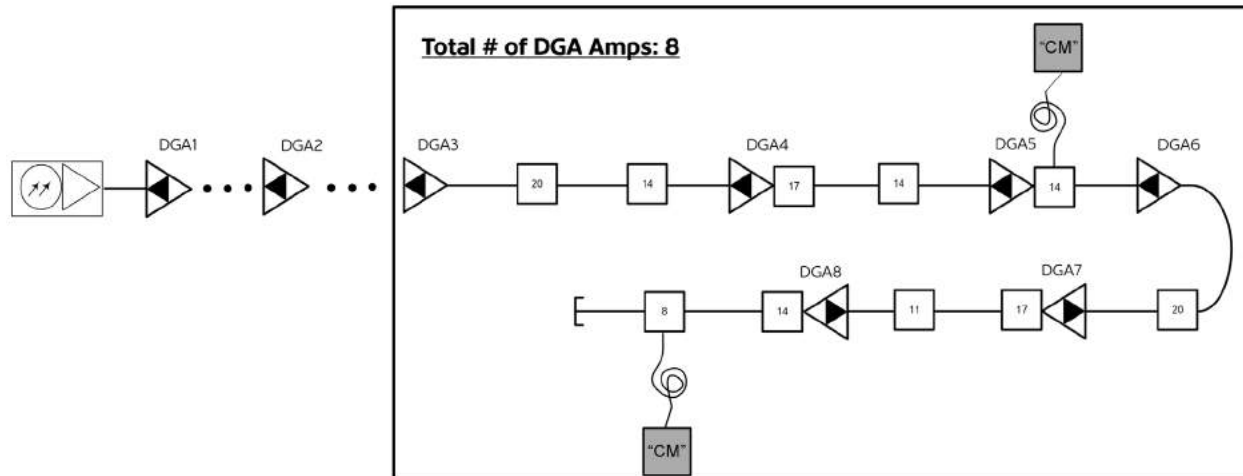 Total # of DGA Amps: 8
"CM"
DGA1
DGA2
DGA3
DGA4
DGA5
DGA6
20
14
17
14
14
DGA8
DGA7
8
14
11
17
20
"CM"